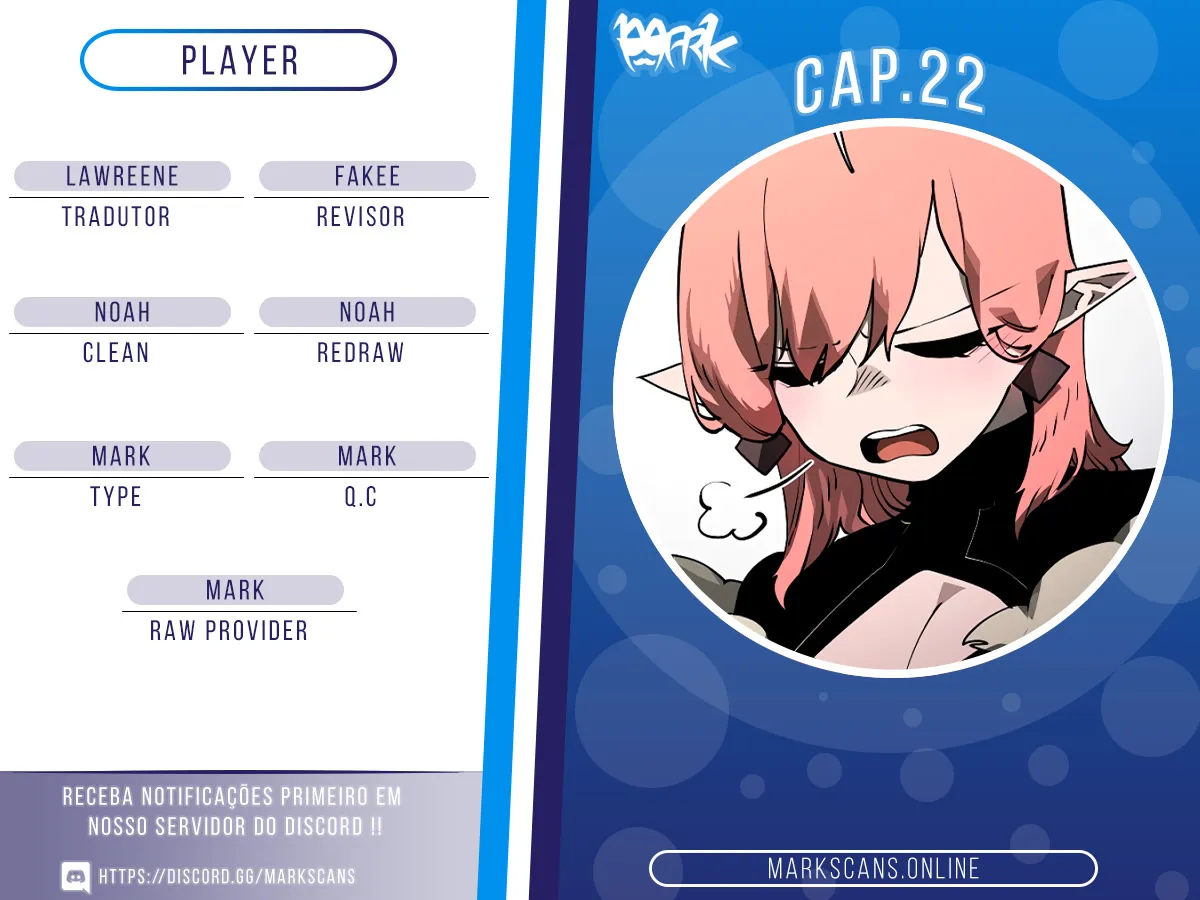 PLAYER
LAWREENE
TRADUTOR
FAKEE
REVISOR
NOAH
CLEAN
NOAH
REDRAW
MARK
TYPE
MARK
Q.C
MARK
RAW PROVIDER
RECEBA NOTIFICAÇÕES PRIMEIRO EM
NOSSO SERVIDOR DO DISCORD !!
HTTPS://DISCORD.GG/MARKSCANS
MARK
CAP.22
MARKSCANS.ONLINE